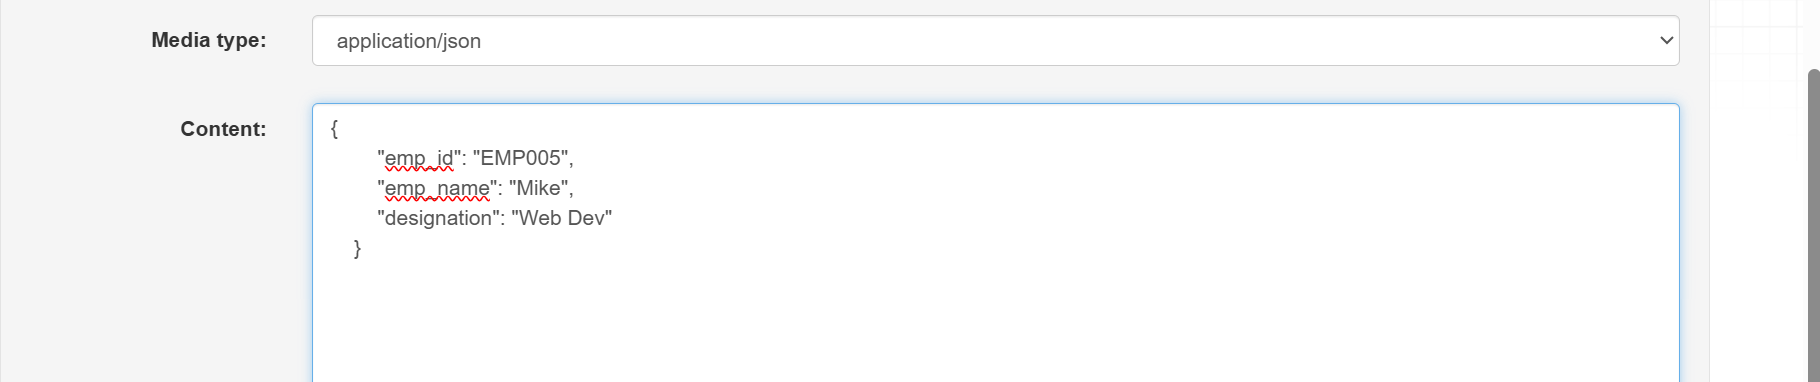 Media type:
application/json
Content:
{
"emp_id": "EMP005",
"emp_name": "Mike",
"designation": "Web Dev"
}